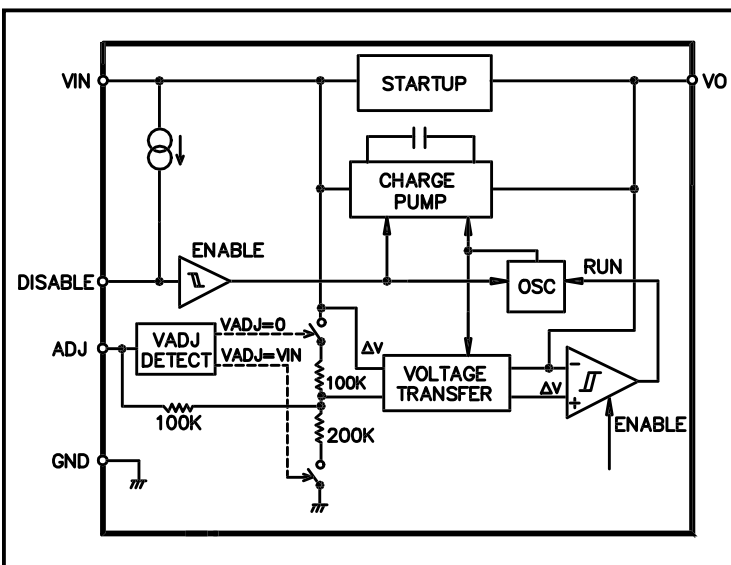 VIN
STARTUP
VO
CHARGE
PUMP
ENABLE
DISABLE
OSC
RUN
ADJ
VADJ
DETECT
VADJ=0
VADJ=VIN
ΔV
100K
VOLTAGE
TRANSFER
ΔV
-
+
100K
200K
ENABLE
GND